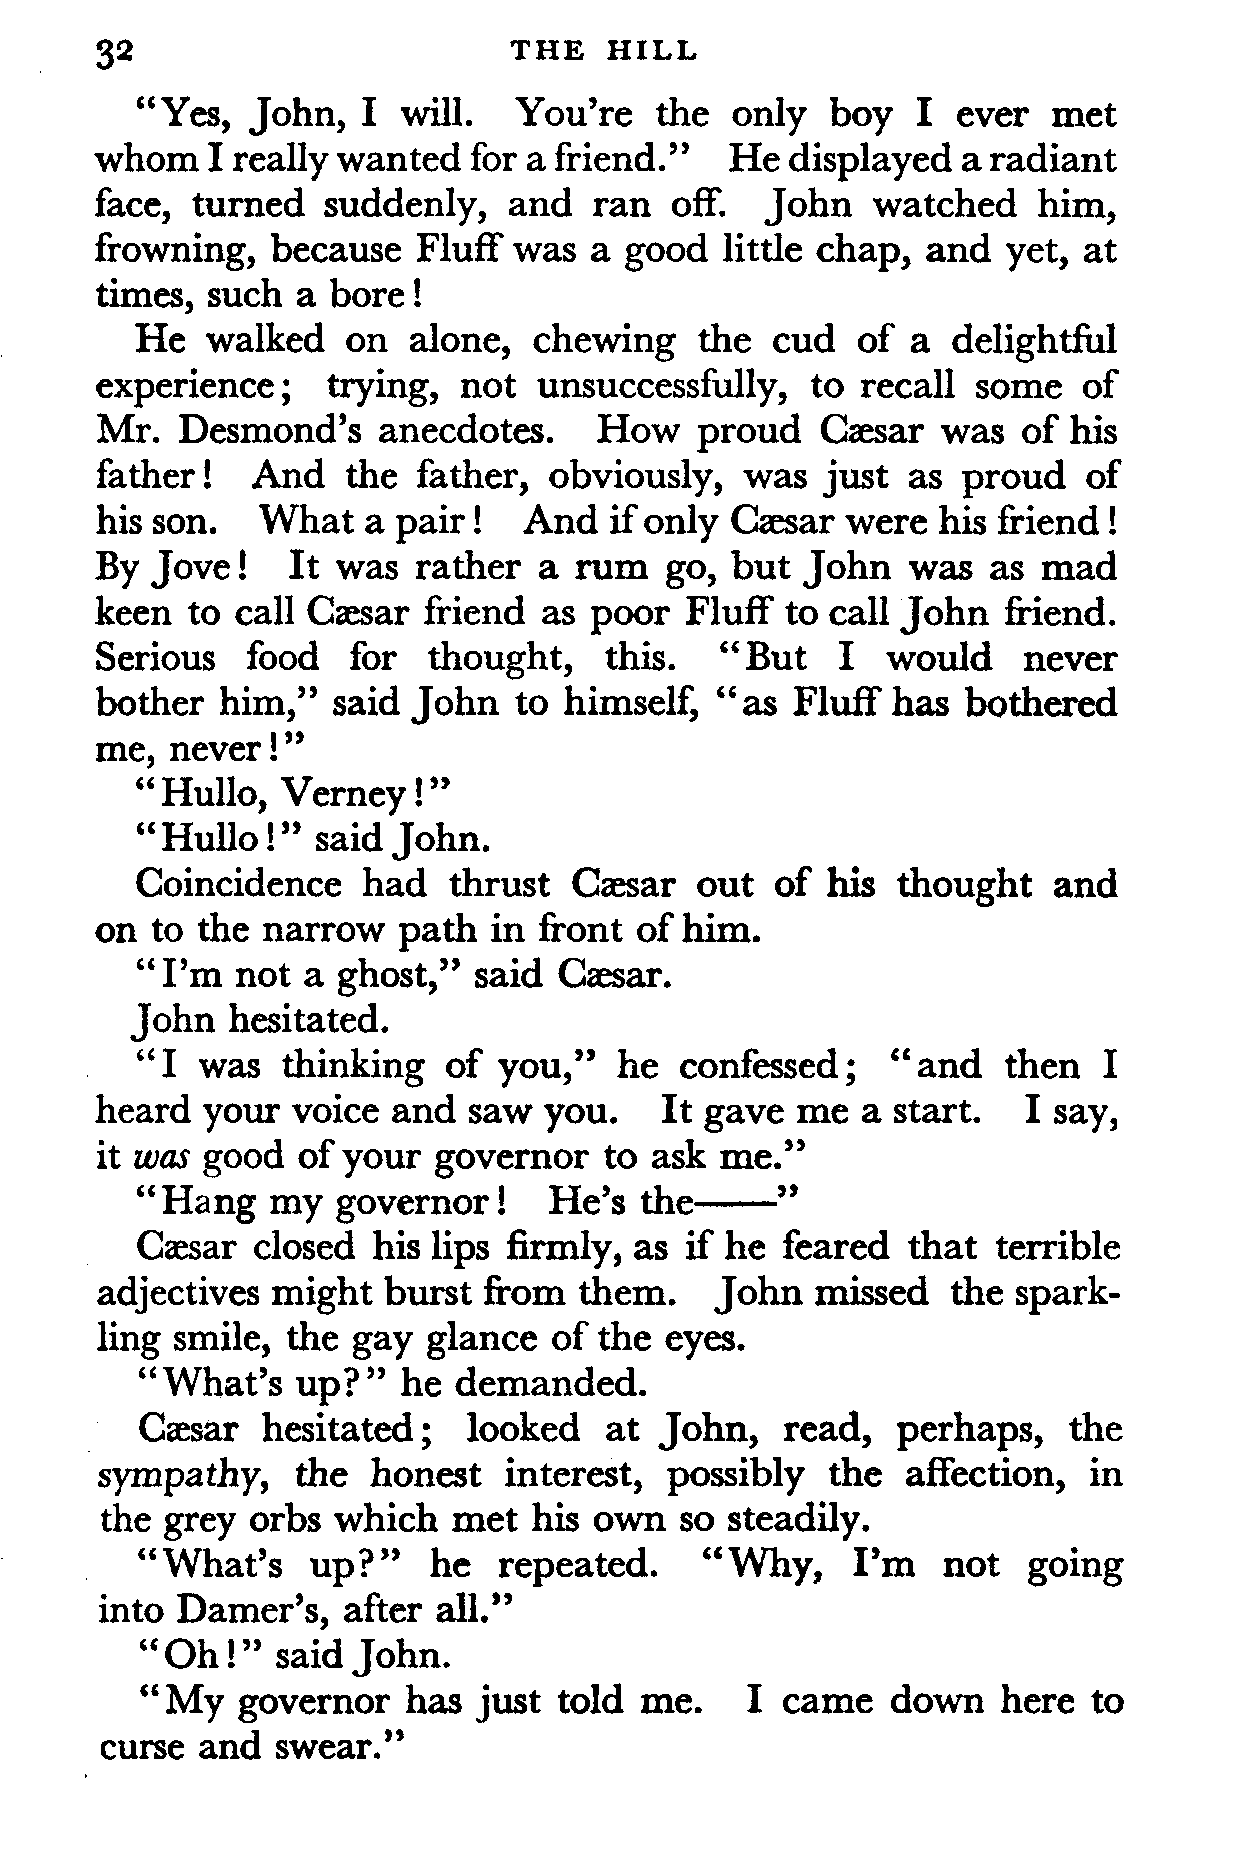 32 THE HILL
“Yes, John, I will. You’re the only boy I ever met
whom I really wanted for a friend.” He displayed a radiant
face, turned suddenly, and ran off. John watched him,
frowning, because Fluff was a good little chap, and yet, at
times, such a bore!
He walked on alone, chewing the cud of a delightful
experience; trying, not unsuccessfully, to recall some of
Mr. Desmond’s anecdotes. How proud Cæsar was of his
father! And the father, obviously, was just as proud of
his son. What a pair! And if only Cæsar were his friend!
By Jove! It was rather a rum go, but John was as mad
keen to call Cæsar friend as poor Fluff to call John friend.
Serious food for thought, this. “But I would never
bother him,” said John to himself, “as Fluff has bothered
me, never!”
“Hullo, Verney!”
“Hullo!” said John.
Coincidence had thrust Cæsar out of his thought and
on to the narrow path in front of him.
“I’m not a ghost,” said Cæsar.
John hesitated.
“I was thinking of you,” he confessed; “and then I
heard your voice and saw you. It gave me a start. I say,
it was good of your governor to ask me.”
“Hang my governor! He’s the——”
Cæsar closed his lips firmly, as if he feared that terrible
adjectives might burst from them. John missed the spark-
ling smile, the gay glance of the eyes.
“What’s up?” he demanded.
Cæsar hesitated; looked at John, read, perhaps, the
sympathy, the honest interest, possibly the affection, in
the grey orbs which met his own so steadily.
“What’s up?” he repeated. “Why, I’m not going
into Damer’s, after all.”
“Oh!” said John.
“My governor has just told me. I came down here to
curse and swear.”